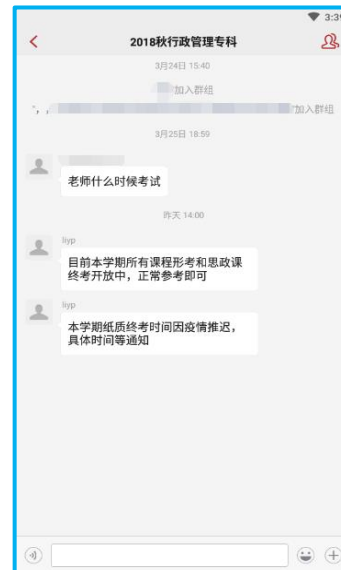 3:39
2018秋行政管理专科
3月24日 15:40
加入群组
加入群组
3月25日 18:59
老师什么时候考试
昨天 14:00
liyp
目前本学期所有课程形考和思政课
终考开放中，正常参考即可
liyp
本学期纸质终考时间因疫情推迟，
具体时间等通知